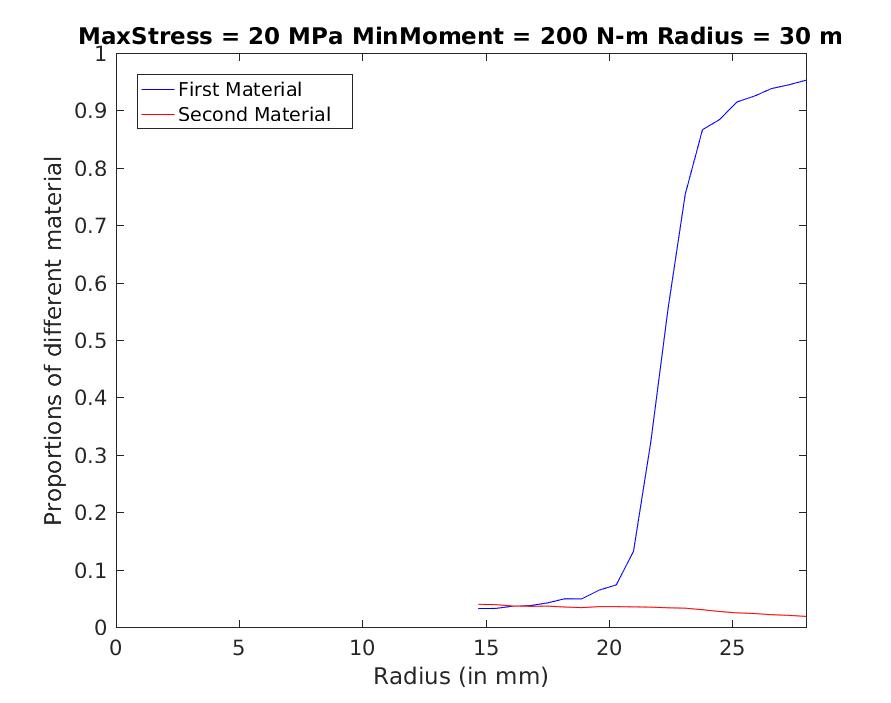 MaxStress = 20 MPa MinMoment = 200 N-m Radius = 30 m
1
First Material
Second Material
0.9
0.8
0.7
0.6
0.5
0.4
0.3
0.2
0.1
0
Proportions of different material
0 5 10 15 20 25
Radius (in mm)